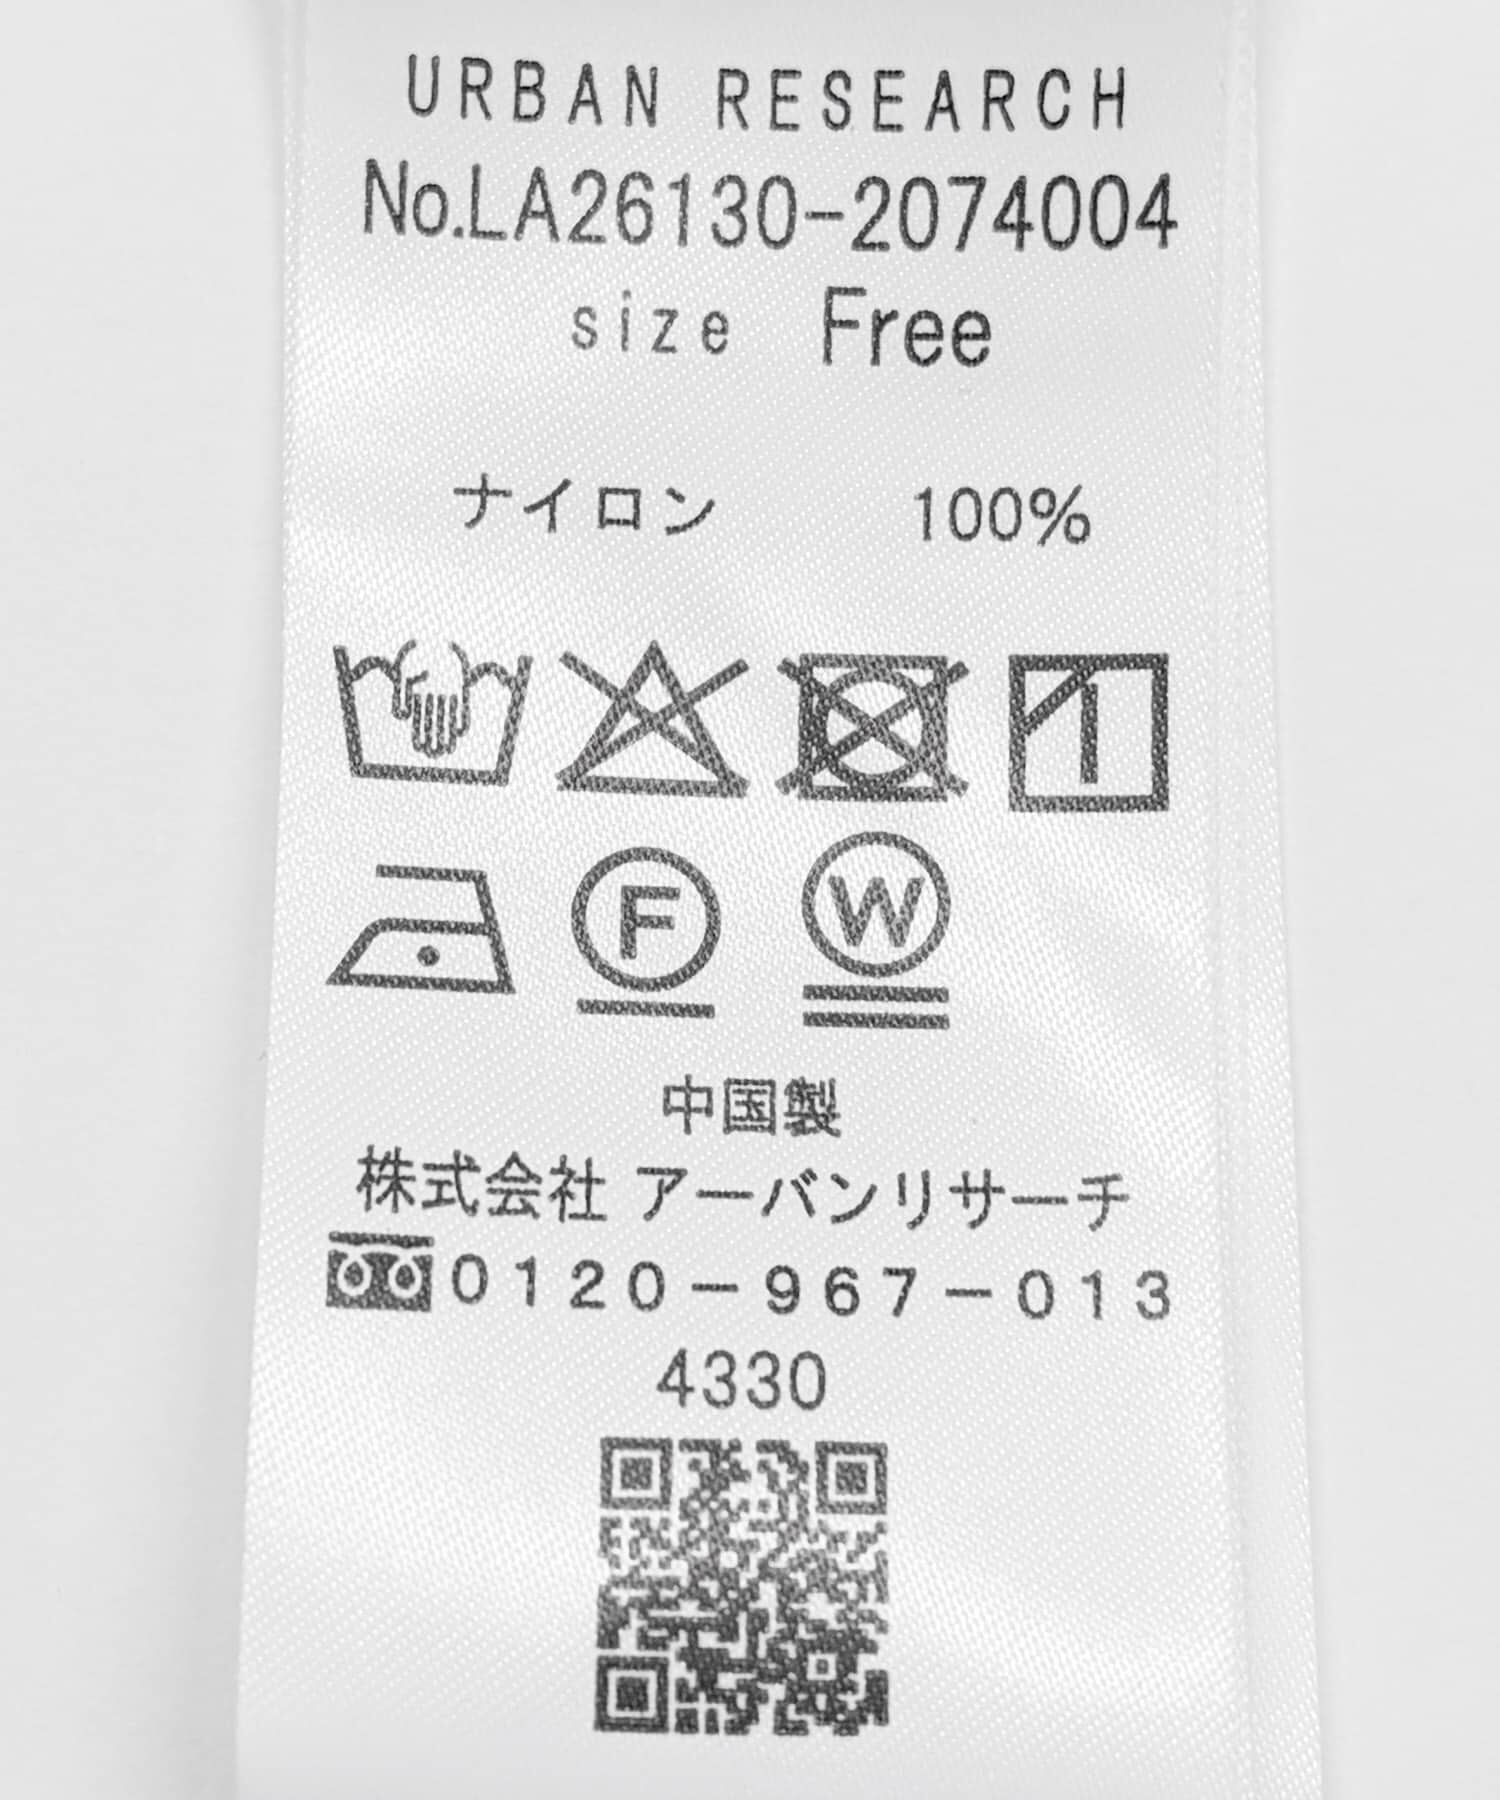 URBAN RESEARCH
No.LA26130-2074004
size Free
ナイロン 100%
F W
中国製
株式会社 アーバンリサーチ
0120-967-013
4330